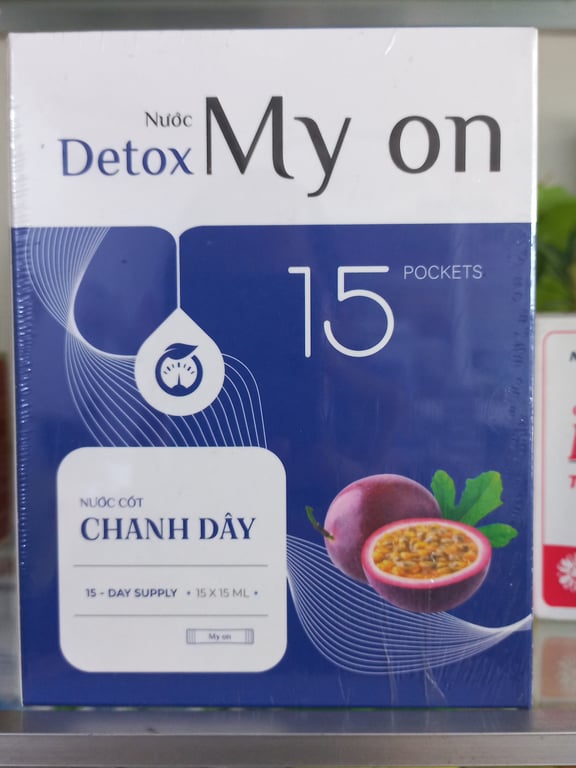 Nước
Detox My on
15 POCKETS
NƯỚC CỐT
CHANH DÂY
15 - DAY SUPPLY • 15 X 15 ML •
My on